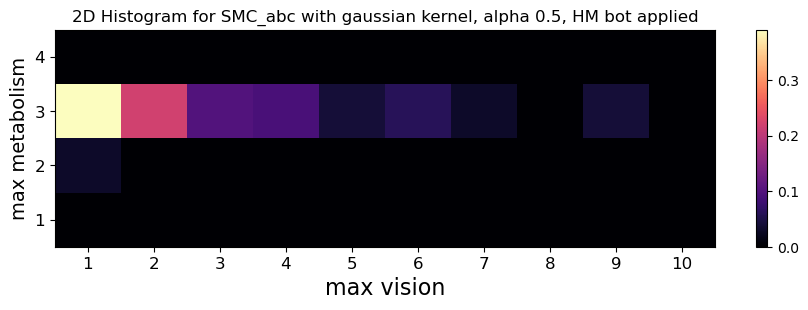 2D Histogram for SMC_abc with gaussian kernel, alpha 0.5, HM bot applied
max metabolism
4
3
2
1
1 2 3 4 5 6 7 8 9 10
max vision
0.3
0.2
0.1
0.0